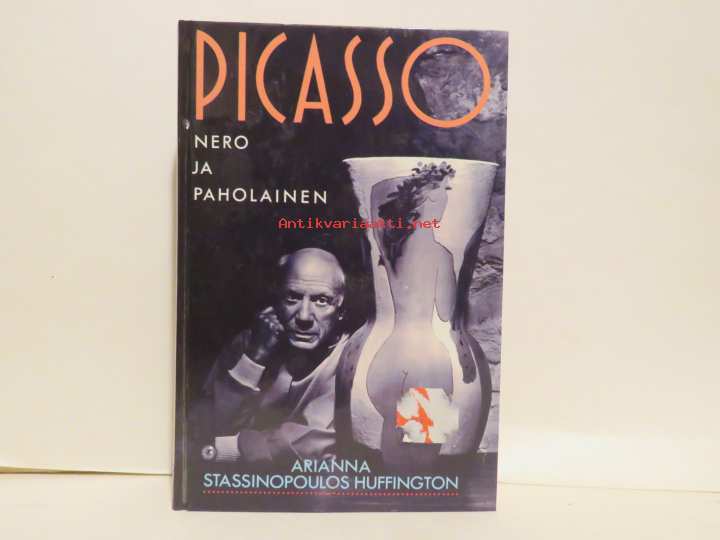 PICASSO
NERO
JA
PAHOLAINEN
Antikvariaatti.net
ARIANNA
STASSINOPOULOS HUFFINGTON